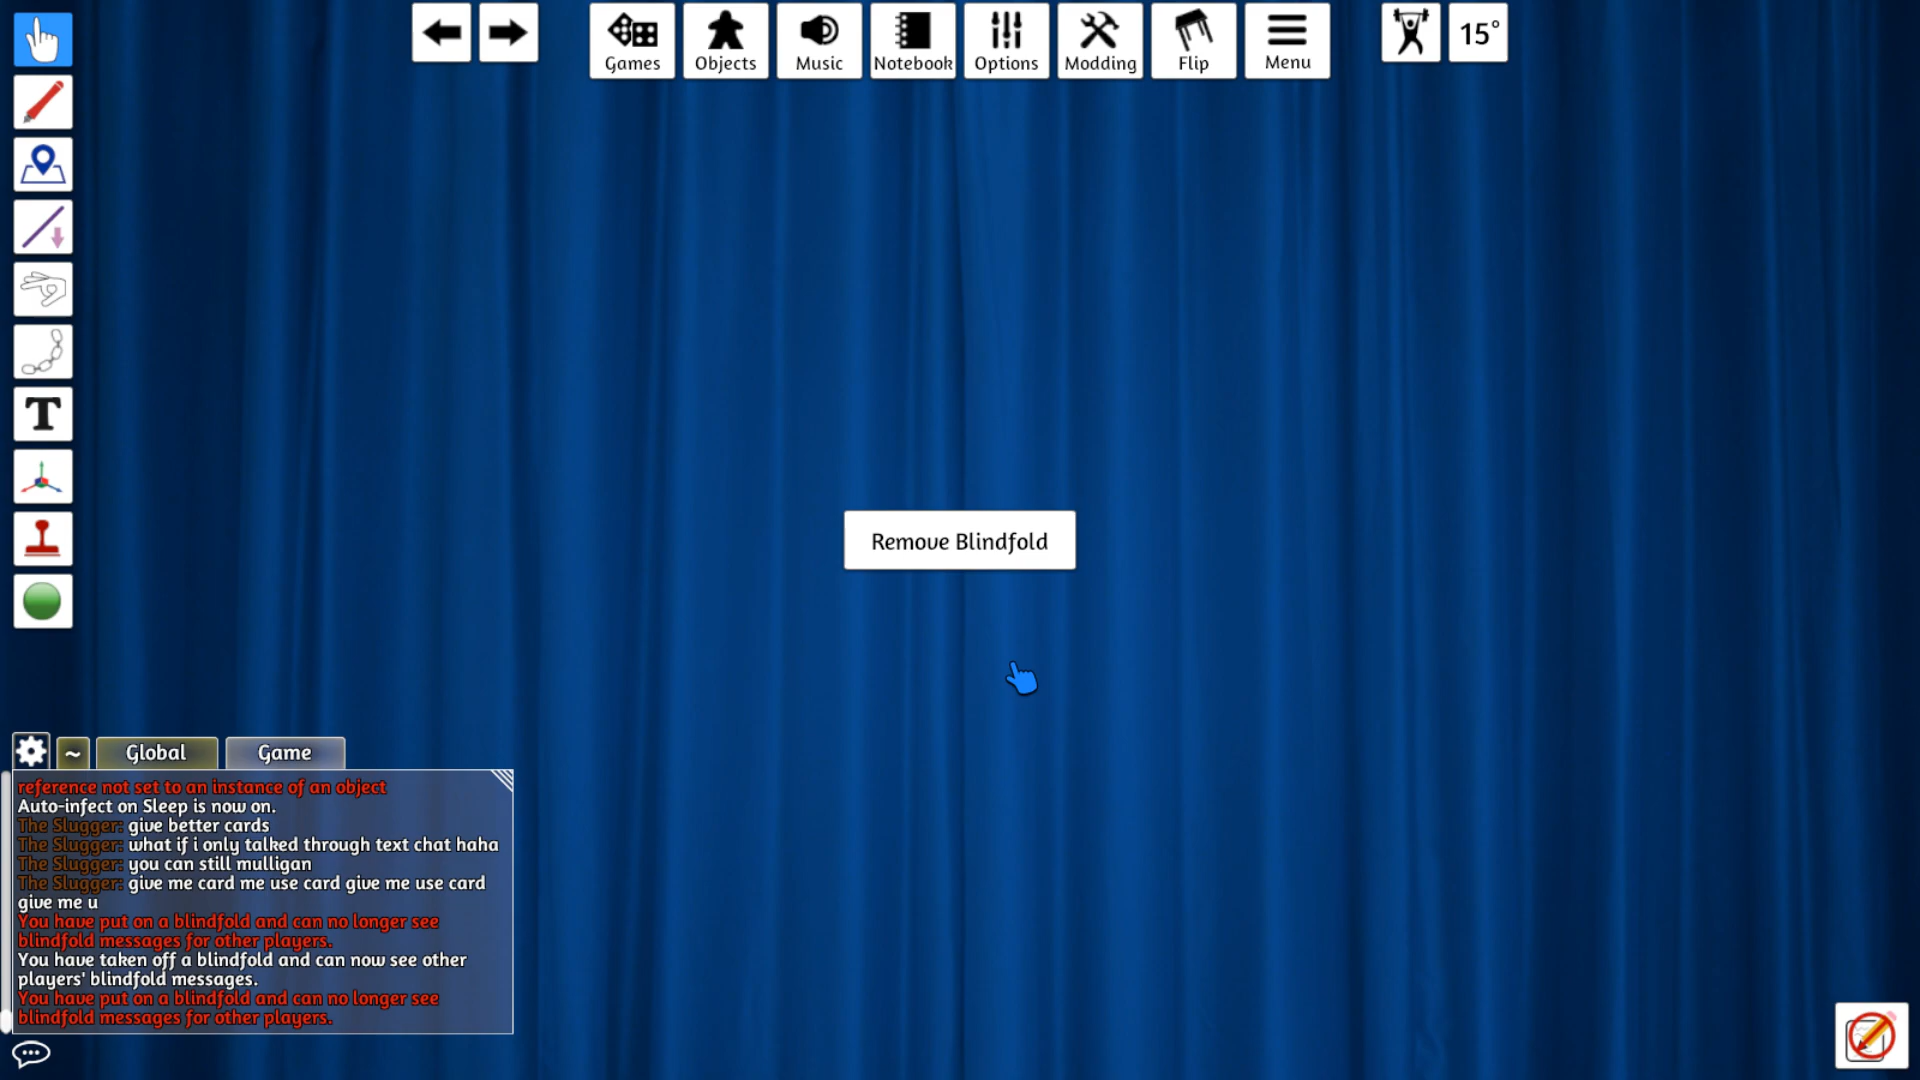 Games
Objects
Music
Notebook
Options
Modding
Flip
Menu
15°
T
Remove Blindfold
~
Global
Game
reference not set to an instance of an object
Auto-infect on Sleep is now on.
The Slugger: give better cards
The Slugger: what if i only talked through text chat haha
The Slugger: you can still mulligan
The Slugger: give me card me use card give me use card
give me u
You have put on a blindfold and can no longer see
blindfold messages for other players.
You have taken off a blindfold and can now see other
players' blindfold messages.
You have put on a blindfold and can no longer see
blindfold messages for other players.